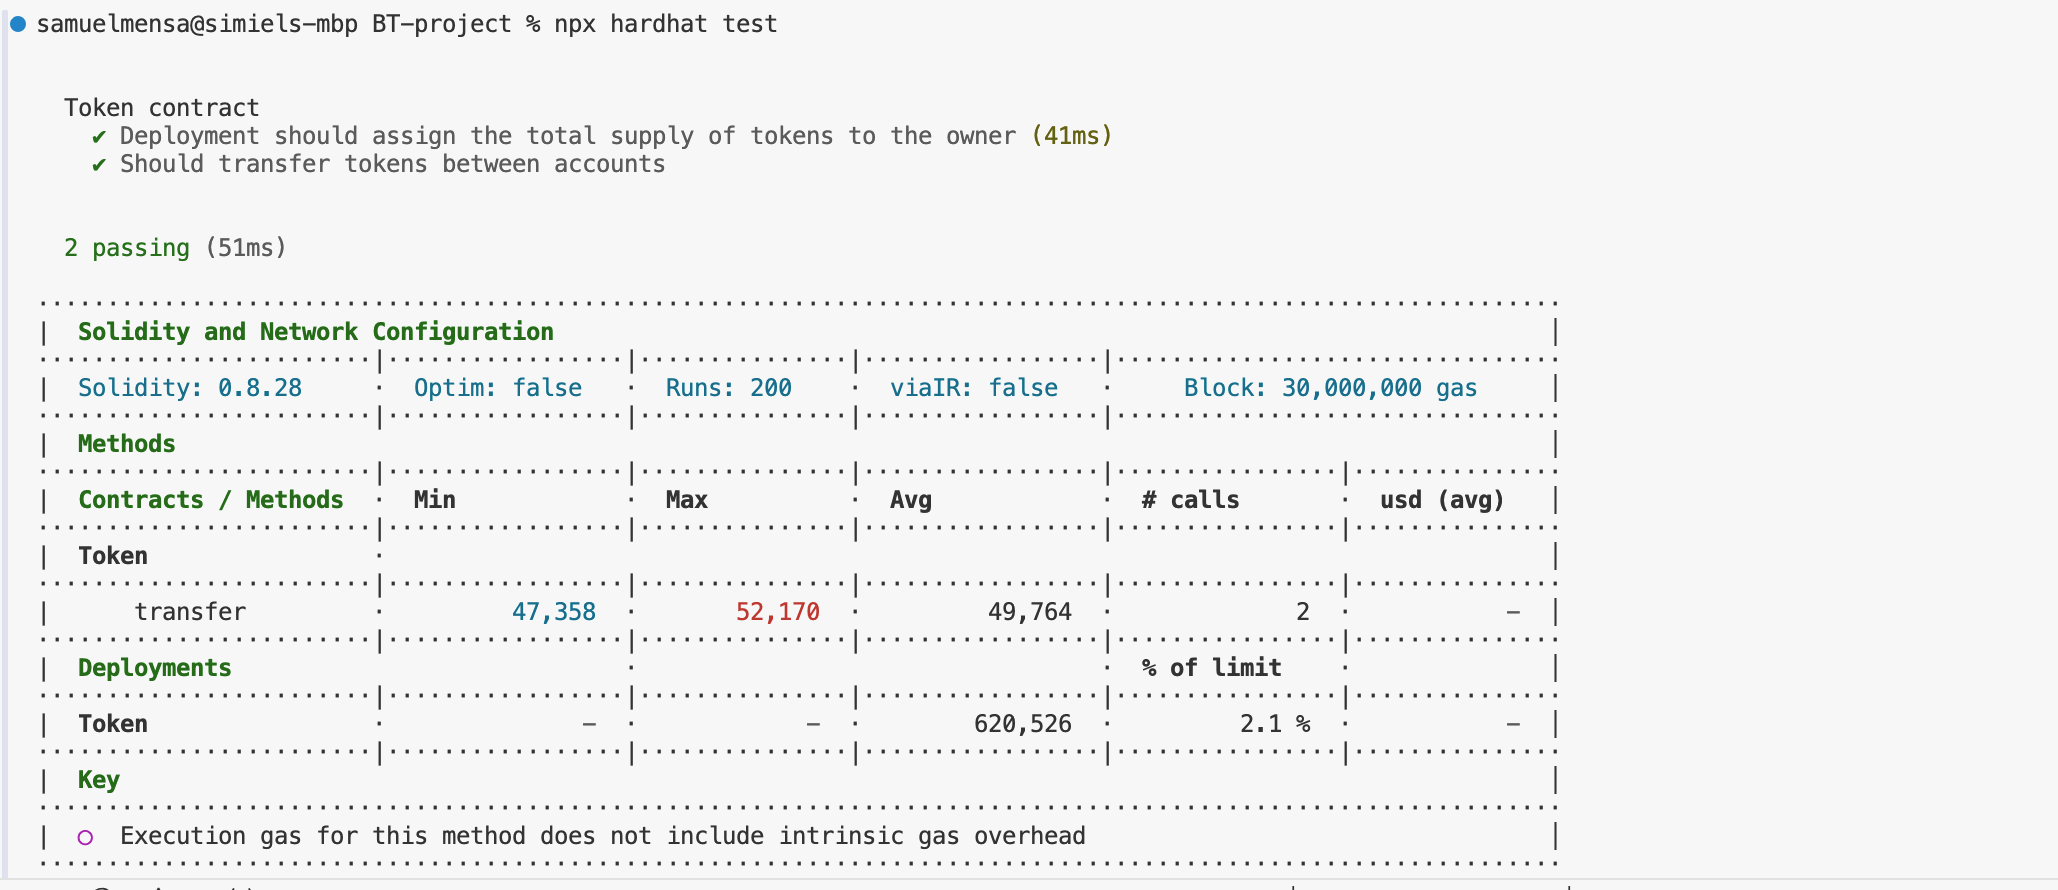 samuelmensa@simiels-mbp BT-project % npx hardhat test
Token contract
✔ Deployment should assign the total supply of tokens to the owner (41ms)
✔ Should transfer tokens between accounts
2 passing (51ms)
| Solidity and Network Configuration |
| Solidity: 0.8.28 · Optim: false · Runs: 200 · viaIR: false · Block: 30,000,000 gas |
| Methods |
| Contracts / Methods · Min · Max · Avg · # calls · usd (avg) |
| Token · |
| transfer · 47,358 · 52,170 · 49,764 · 2 · - |
| Deployments · · % of limit · |
| Token · - · - · 620,526 · 2.1 % · - |
| Key |
| ◯ Execution gas for this method does not include intrinsic gas overhead |